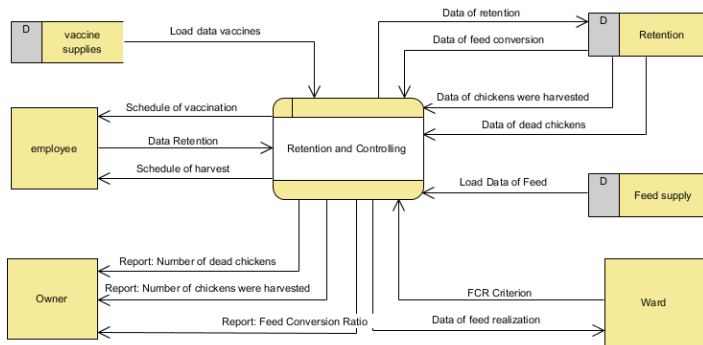 D
vaccine
supplies
Load data vaccines
Data of retention
Data of feed conversion
D
Retention
Data of chickens were harvested
Data of dead chickens
Schedule of vaccination
employee
Data Retention
Schedule of harvest
Retention and Controlling
Load Data of Feed
D
Feed supply
Report: Number of dead chickens
Owner
Report: Number of chickens were harvested
Report: Feed Conversion Ratio
FCR Criterion
Ward
Data of feed realization